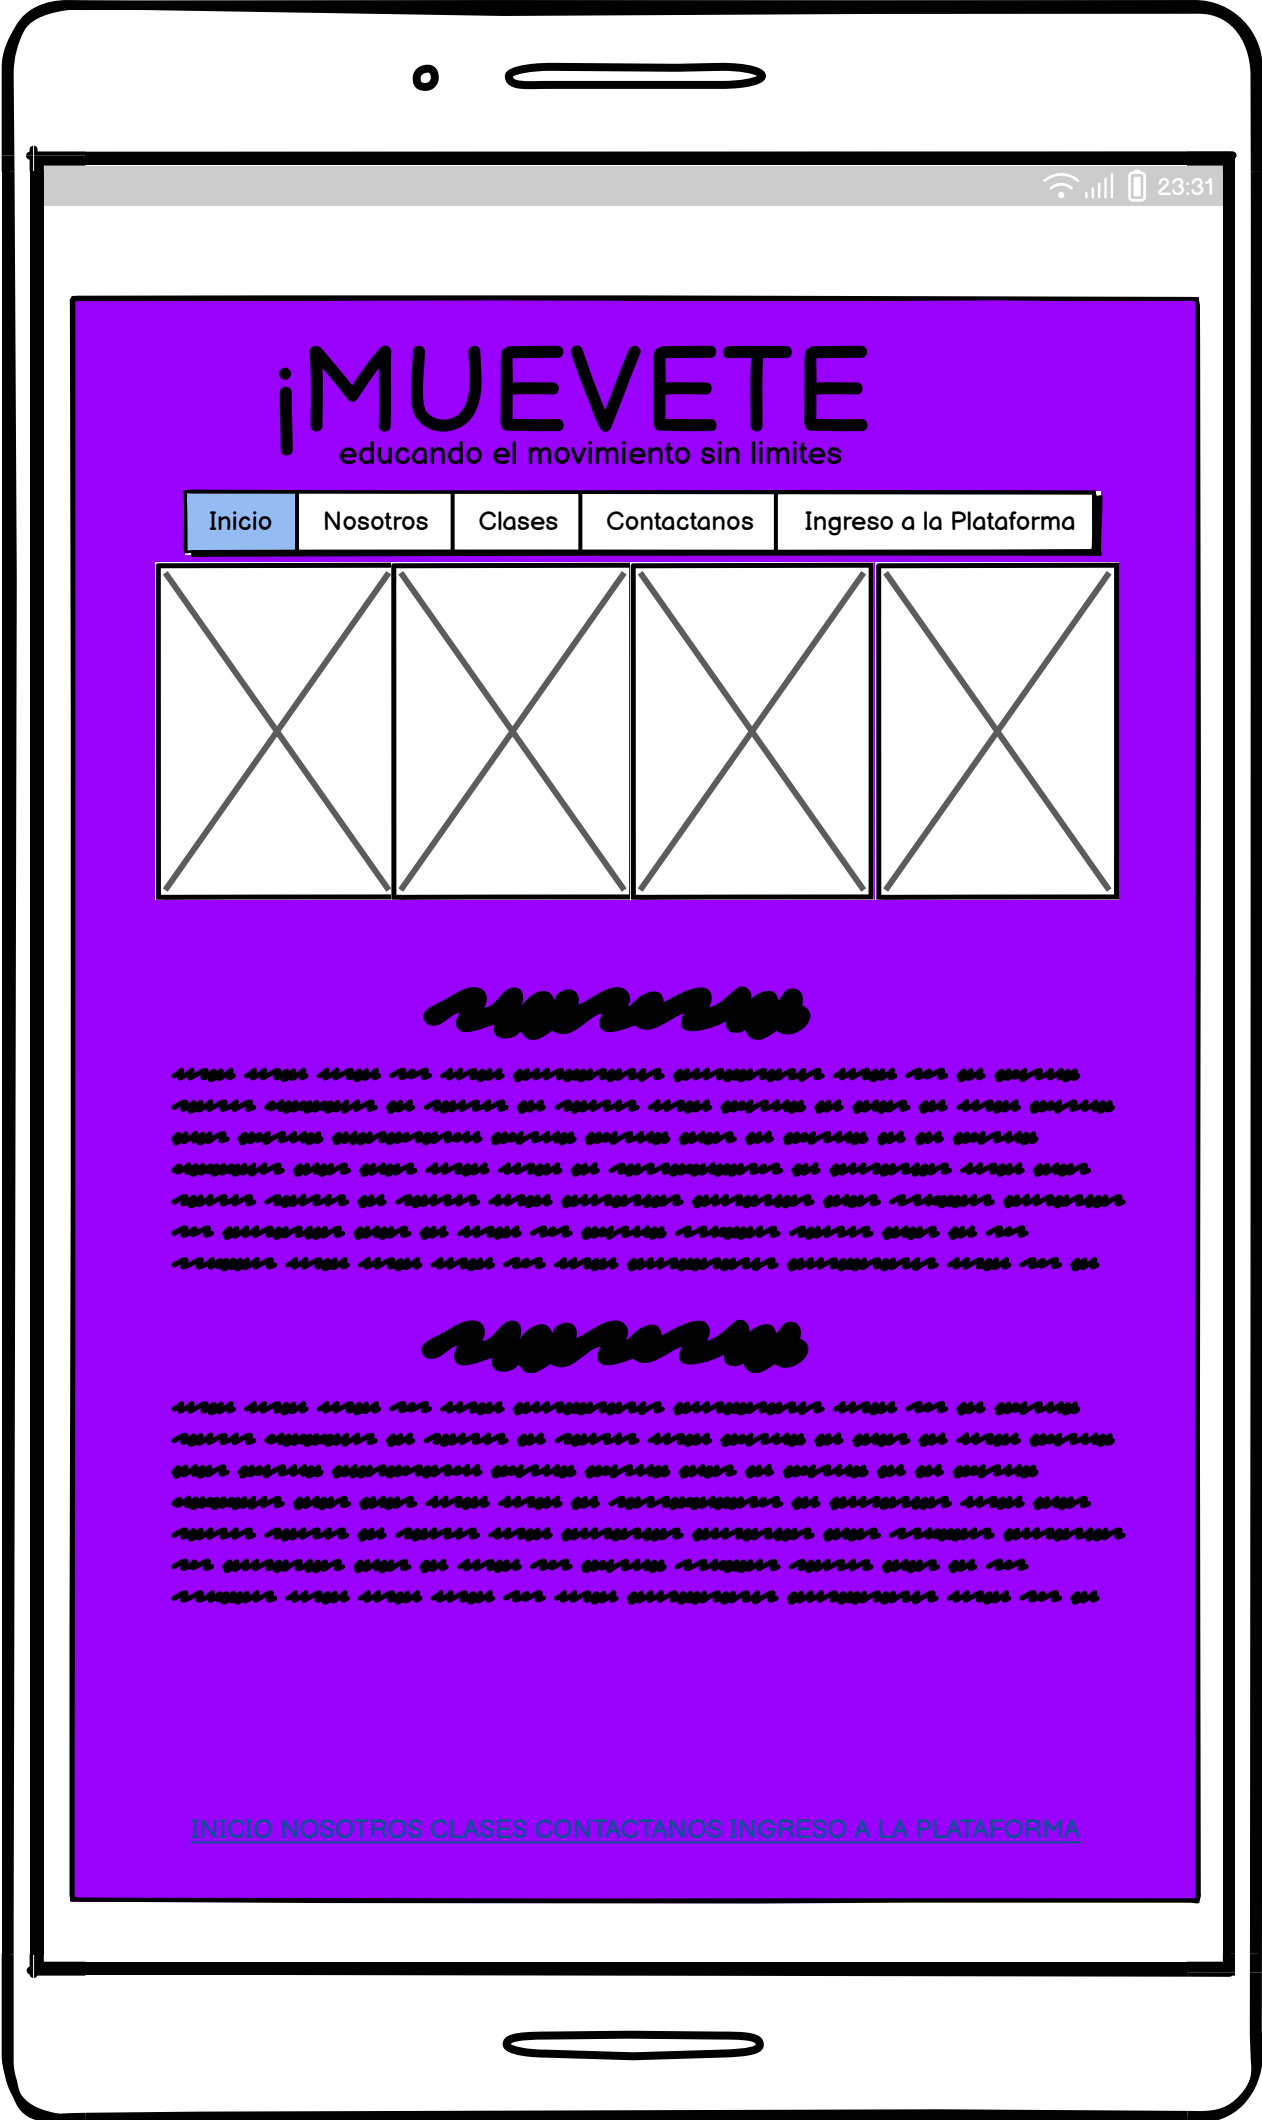 23:31
¡MUEVETE
educando el movimiento sin limites
Inicio Nosotros Clases Contactanos Ingreso a la Plataforma
INICIO NOSOTROS CLASES CONTACTANOS INGRESO A LA PLATAFORMA